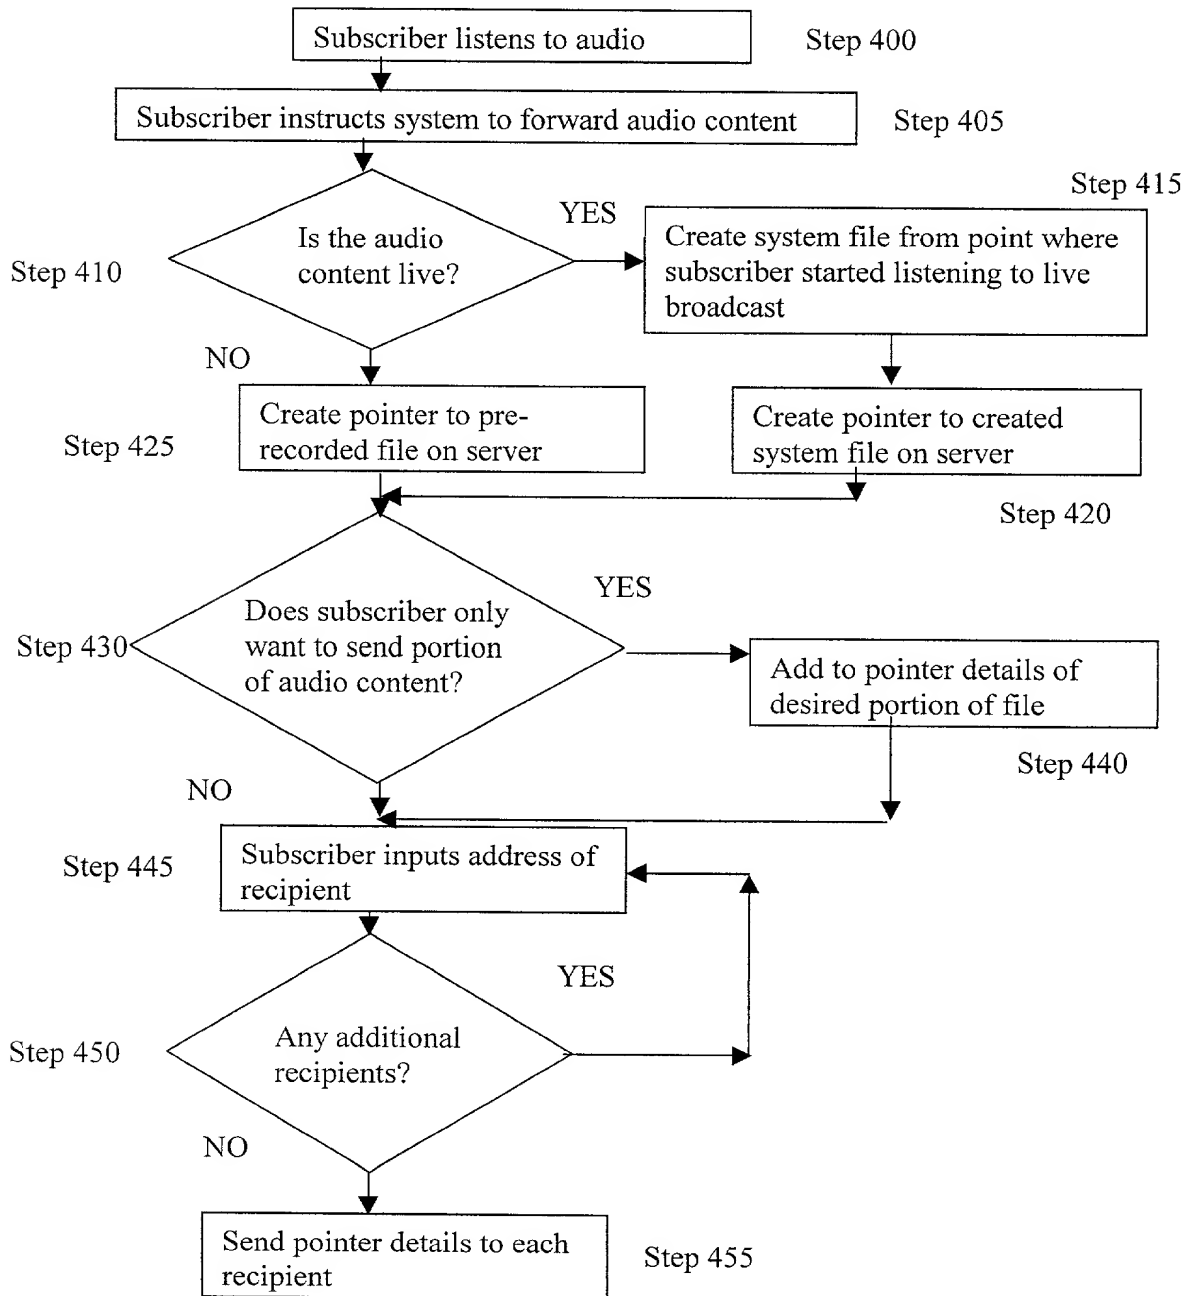 Subscriber listens to audio
Step 400
Subscriber instructs system to forward audio content
Step 405
Step 415
YES
Is the audio
content live?
Step 410
Create system file from point where
subscriber started listening to live
broadcast
NO
Step 425
Create pointer to pre-
recorded file on server
Create pointer to created
system file on server
Step 420
YES
Step 430
Does subscriber only
want to send portion
of audio content?
Add to pointer details of
desired portion of file
Step 440
NO
Step 445
Subscriber inputs address of
recipient
YES
Step 450
Any additional
recipients?
NO
Send pointer details to each
recipient
Step 455